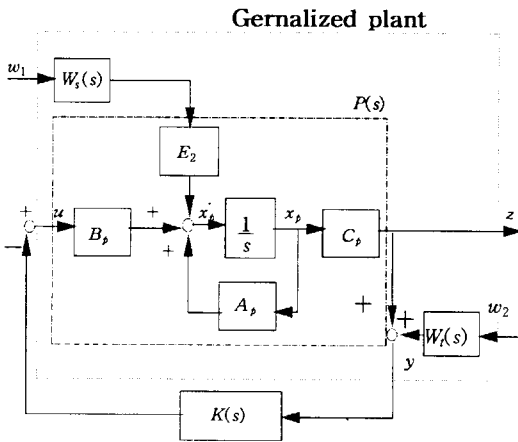 Gernalized plant
w₁
Wₛ(s)
P(s)
E₂
+
u
Bₚ
+
ẋₚ
1/s
xₚ
Cₚ
z
−
+
Aₚ
+
+
w₂
Wₜ(s)
y
K(s)